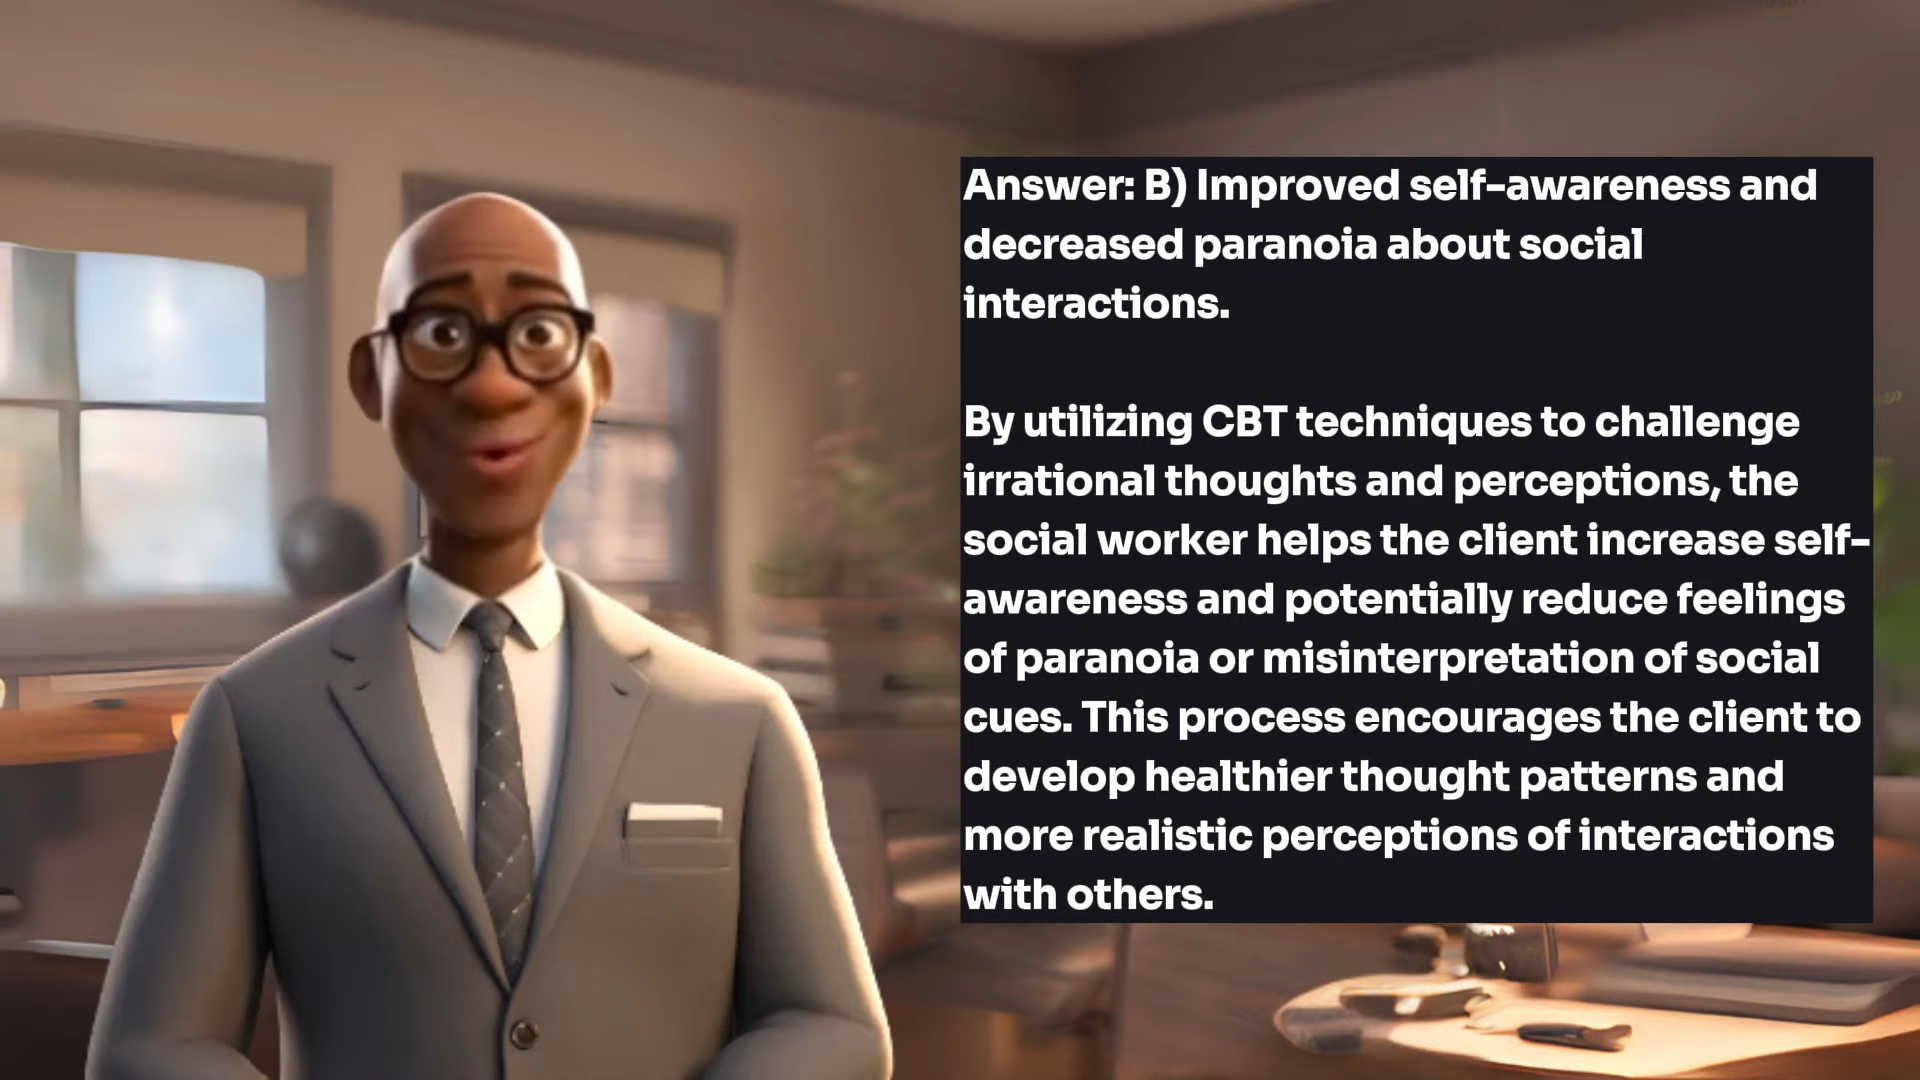 Answer: B) Improved self-awareness and
decreased paranoia about social
interactions.
By utilizing CBT techniques to challenge
irrational thoughts and perceptions, the
social worker helps the client increase self-
awareness and potentially reduce feelings
of paranoia or misinterpretation of social
cues. This process encourages the client to
develop healthier thought patterns and
more realistic perceptions of interactions
with others.